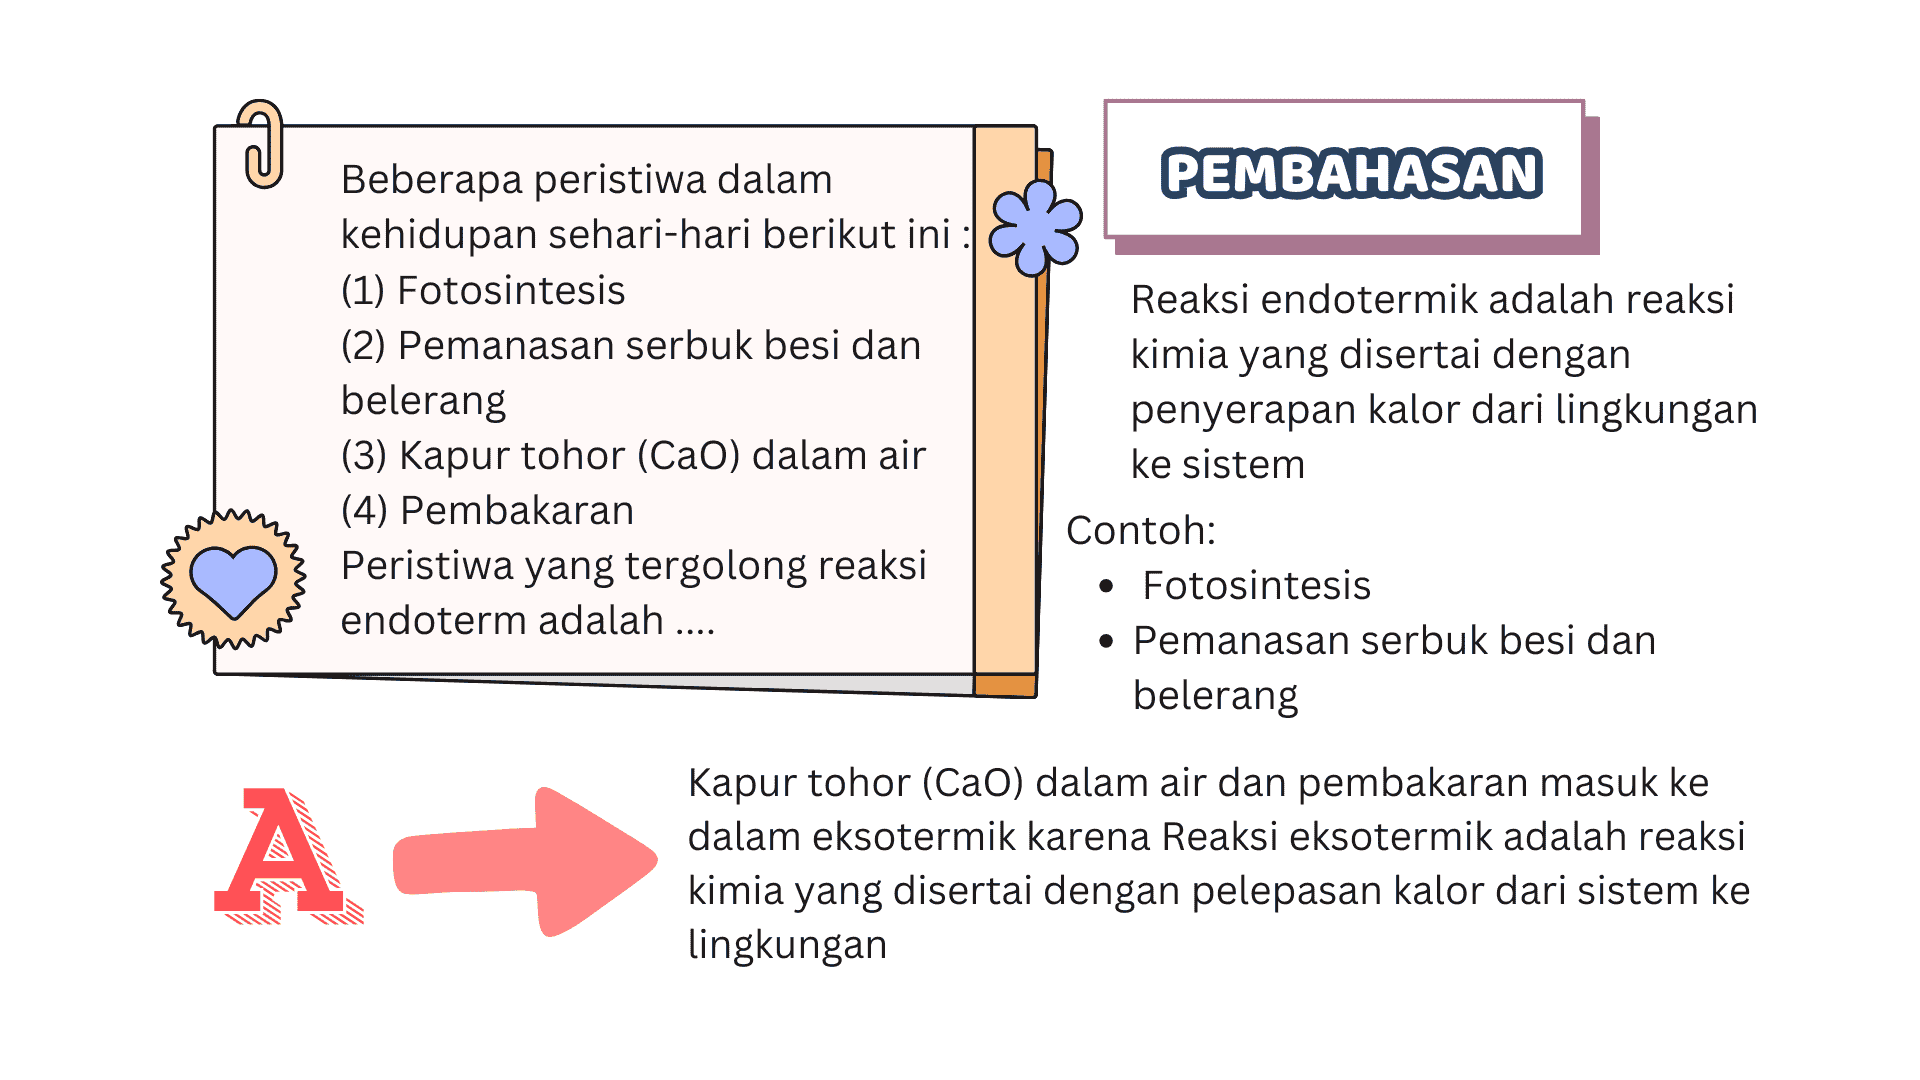 Beberapa peristiwa dalam
kehidupan sehari-hari berikut ini :
(1) Fotosintesis
(2) Pemanasan serbuk besi dan
belerang
(3) Kapur tohor (CaO) dalam air
(4) Pembakaran
Peristiwa yang tergolong reaksi
endoterm adalah ....
PEMBAHASAN
Reaksi endotermik adalah reaksi
kimia yang disertai dengan
penyerapan kalor dari lingkungan
ke sistem
Contoh:
• Fotosintesis
• Pemanasan serbuk besi dan
belerang
A
Kapur tohor (CaO) dalam air dan pembakaran masuk ke
dalam eksotermik karena Reaksi eksotermik adalah reaksi
kimia yang disertai dengan pelepasan kalor dari sistem ke
lingkungan